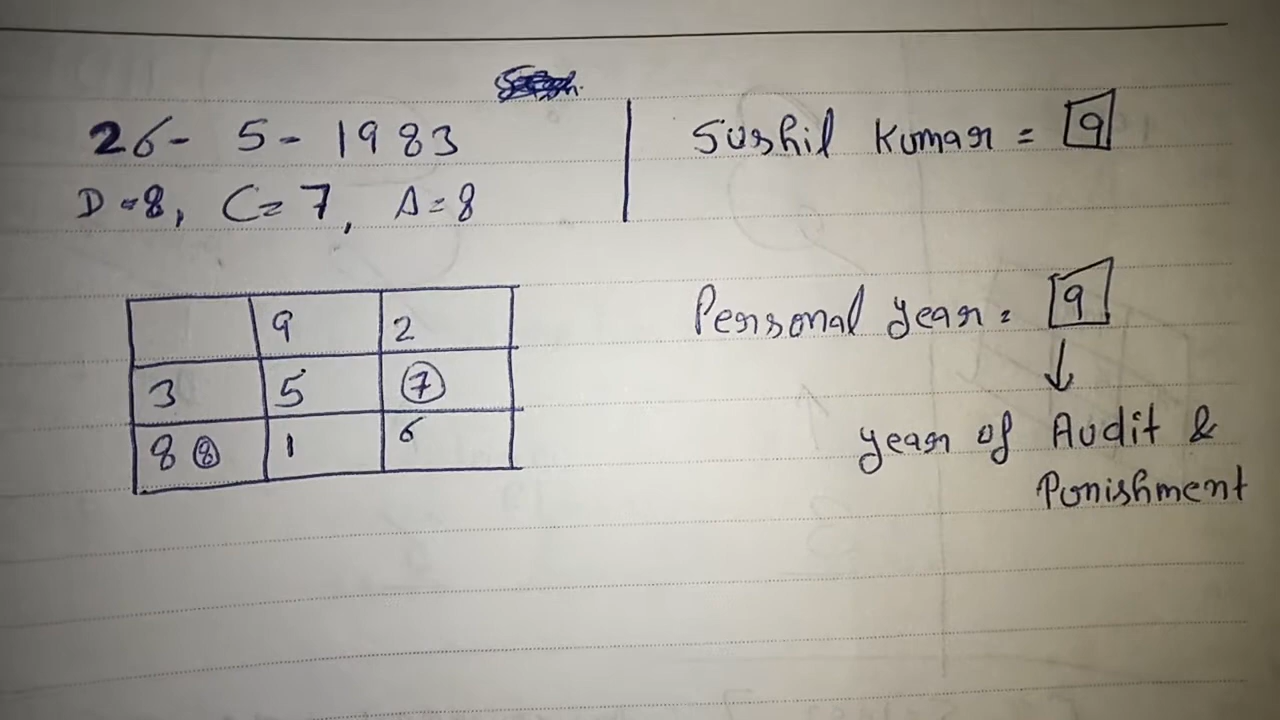 26- 5- 1983
D=8, C=7, A=8
Sushil Kumar = 9
9 2
3 5 7
8 8 1 6
Personal year = 9
↓
year of Audit &
Punishment